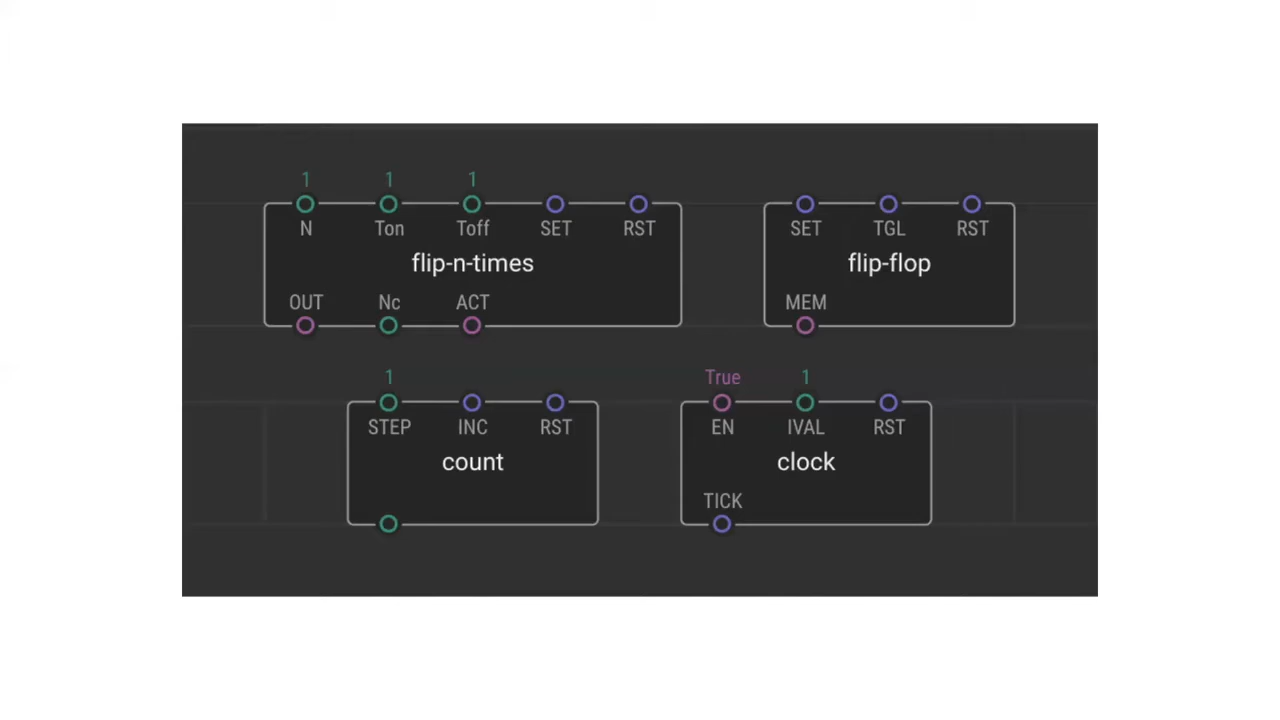 1 1 1
N Ton Toff SET RST
flip-n-times
OUT Nc ACT
SET TGL RST
flip-flop
MEM
1
STEP INC RST
count
True 1
EN IVAL RST
clock
TICK